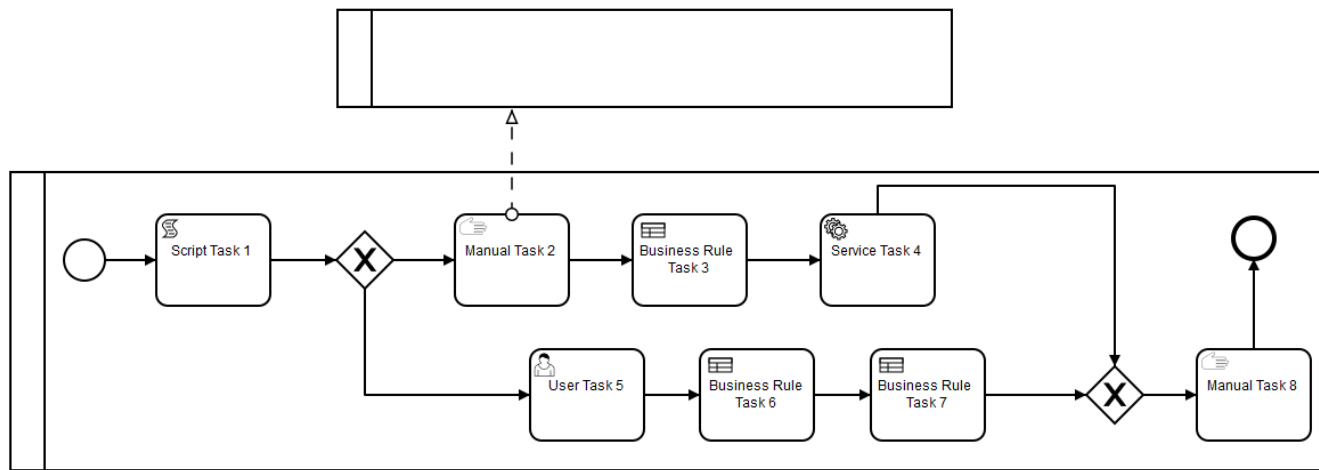 Script Task 1
Manual Task 2
Business Rule
Task 3
Service Task 4
User Task 5
Business Rule
Task 6
Business Rule
Task 7
Manual Task 8